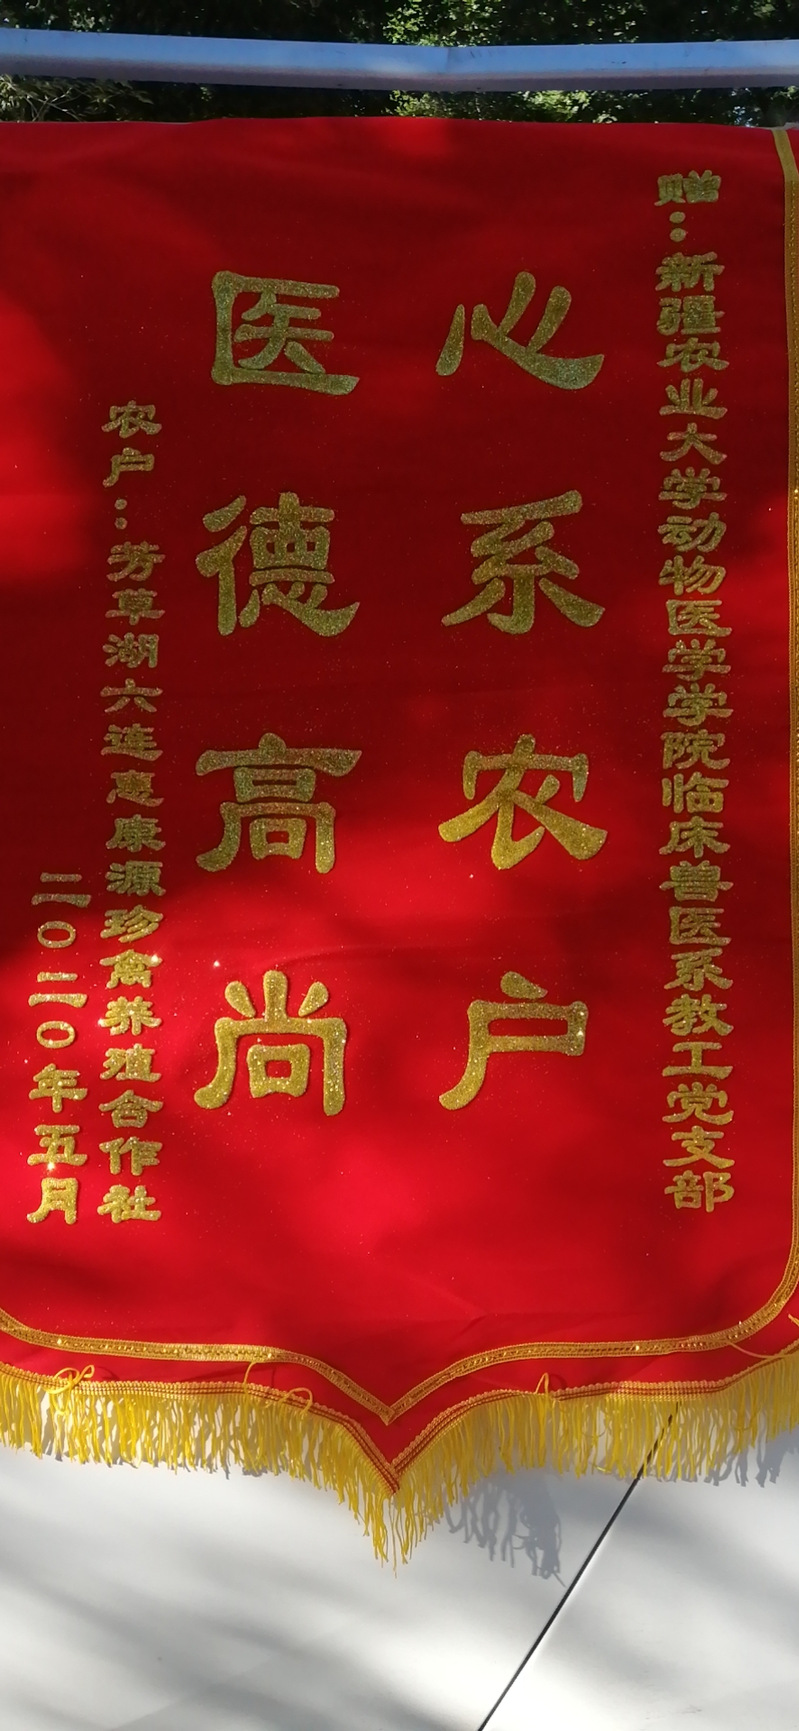 赠：新疆农业大学动物医学学院临床兽医系教工党支部
心系农户
医德高尚
农户：芳草湖六连惠康源珍禽养殖合作社
二〇二〇年五月